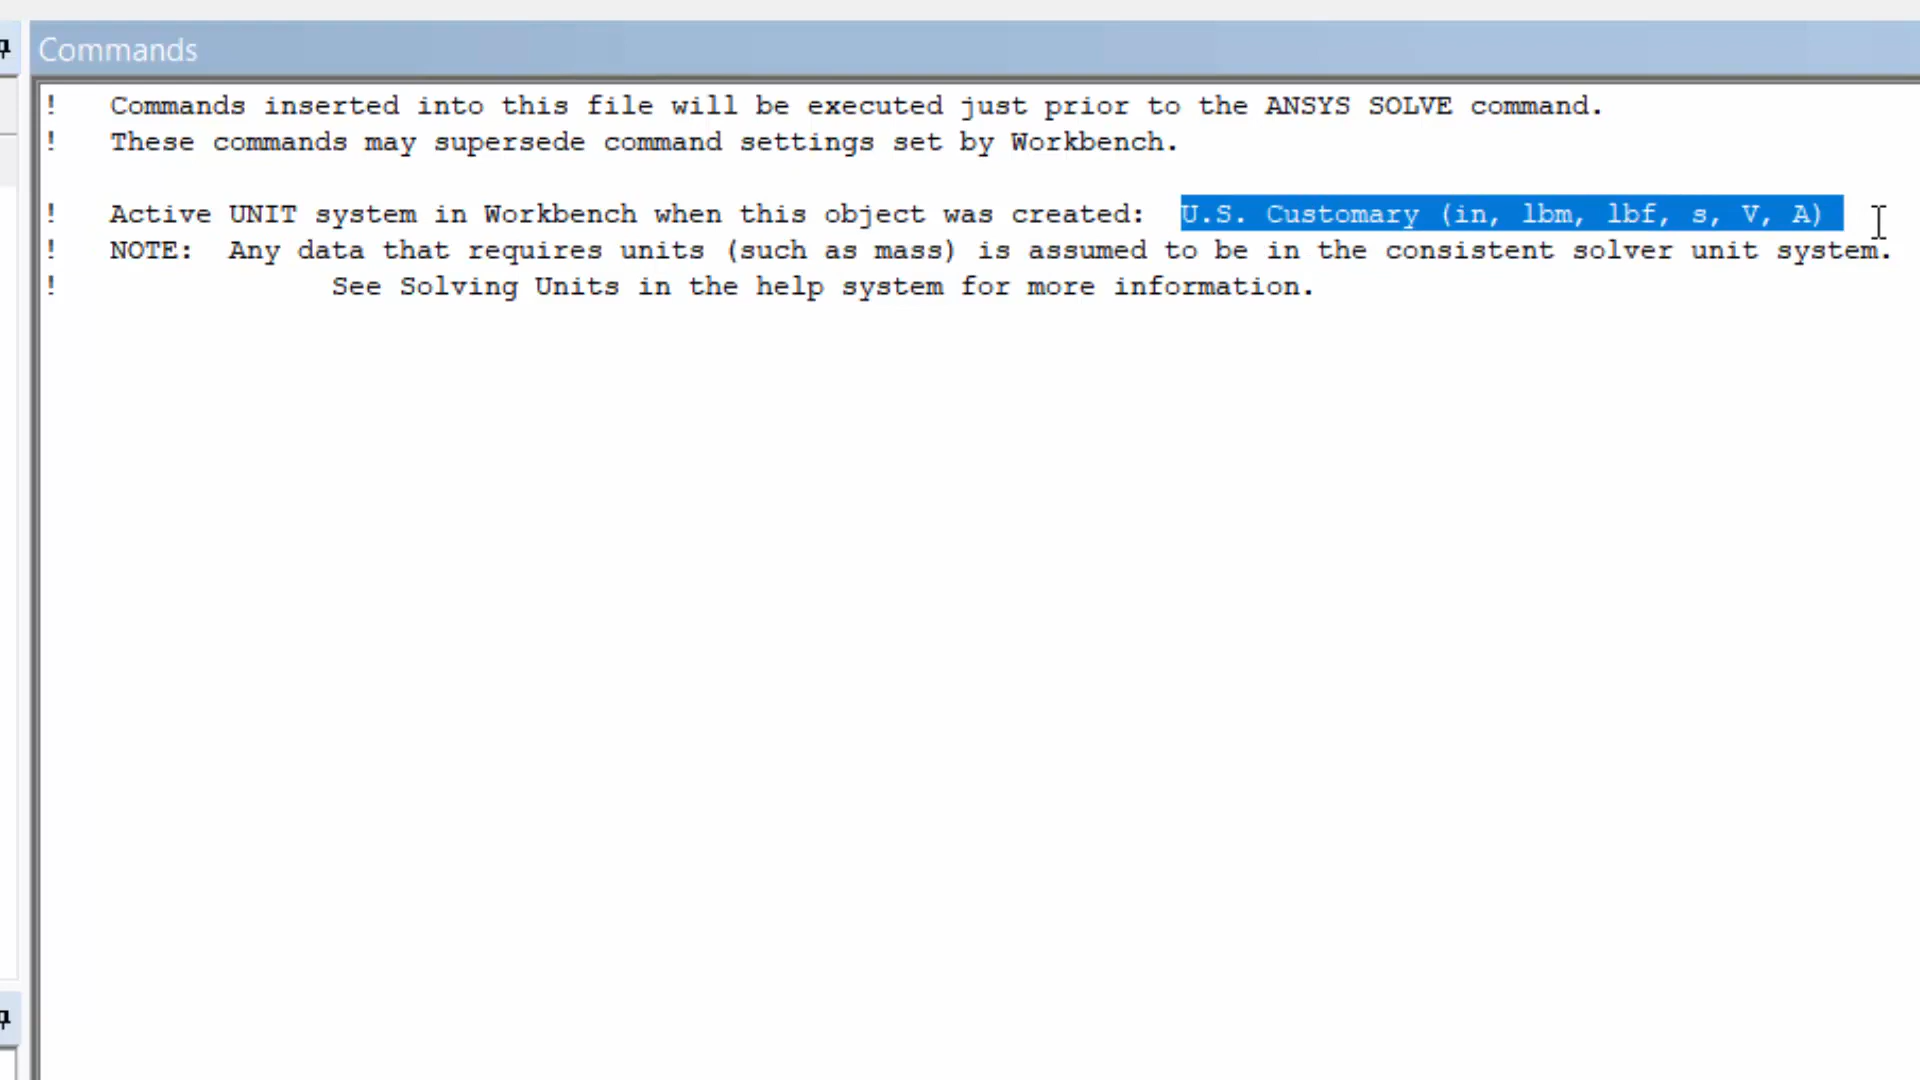 Commands
! Commands inserted into this file will be executed just prior to the ANSYS SOLVE command.
! These commands may supersede command settings set by Workbench.
! Active UNIT system in Workbench when this object was created: U.S. Customary (in, lbm, lbf, s, V, A)
! NOTE: Any data that requires units (such as mass) is assumed to be in the consistent solver unit system.
! See Solving Units in the help system for more information.